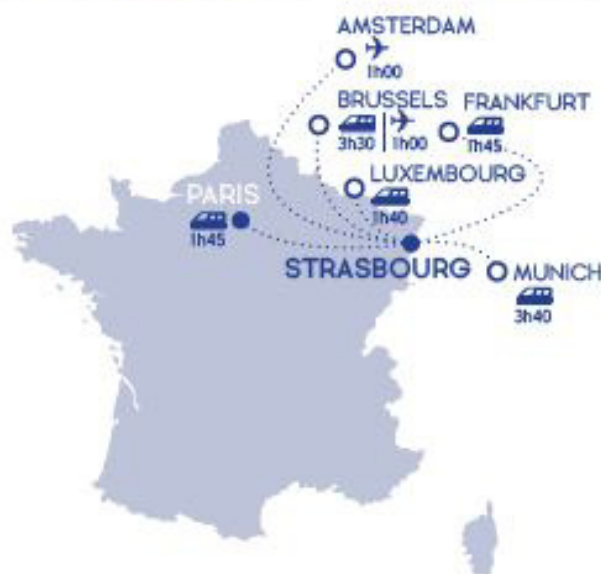 AMSTERDAM
1h00
BRUSSELS
3h30 | 1h00
FRANKFURT
1h45
LUXEMBOURG
1h40
PARIS
1h45
STRASBOURG
MUNICH
3h40